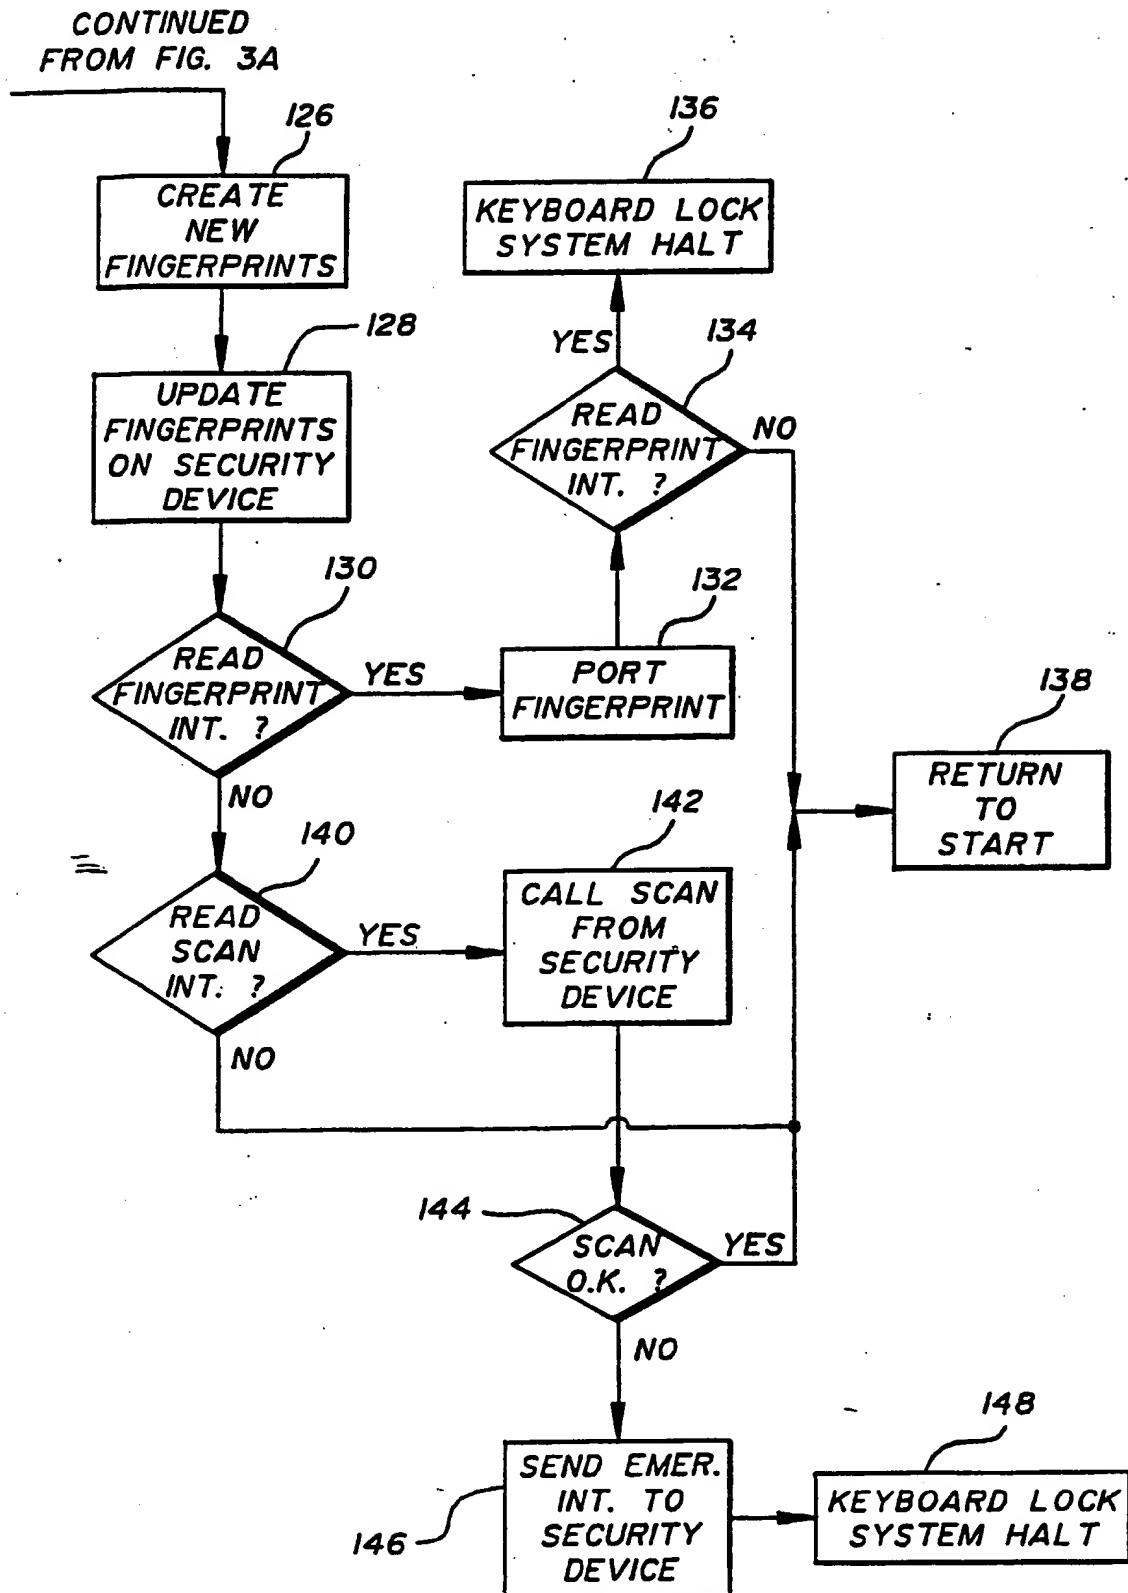 CONTINUED
FROM FIG. 3A
126
CREATE
NEW
FINGERPRINTS
128
UPDATE
FINGERPRINTS
ON SECURITY
DEVICE
130
READ
FINGERPRINT
INT. ?
YES
NO
132
PORT
FINGERPRINT
134
READ
FINGERPRINT
INT. ?
YES
NO
136
KEYBOARD LOCK
SYSTEM HALT
138
RETURN
TO
START
140
READ
SCAN
INT. ?
YES
NO
142
CALL SCAN
FROM
SECURITY
DEVICE
144
SCAN
O.K. ?
YES
NO
146
SEND EMER.
INT. TO
SECURITY
DEVICE
148
KEYBOARD LOCK
SYSTEM HALT